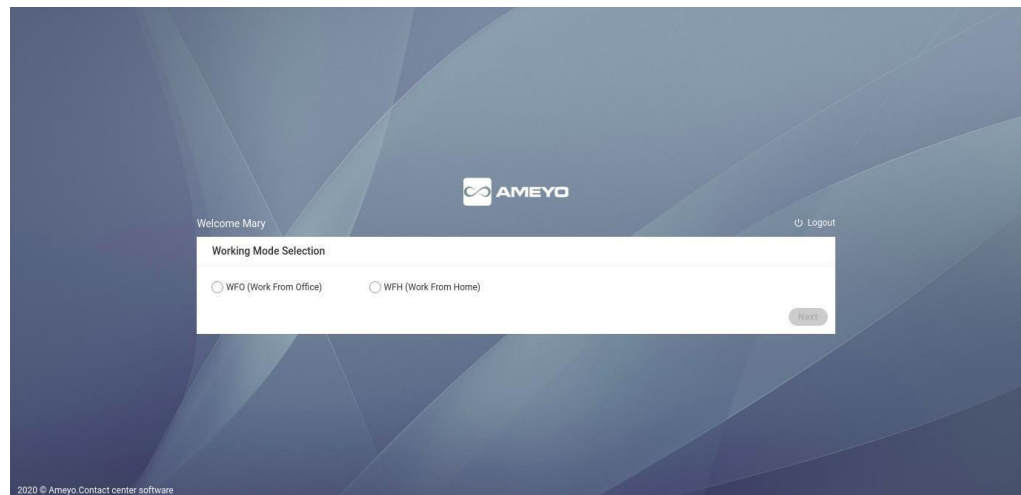 AMEYO
Welcome Mary
Logout
Working Mode Selection
WFO (Work From Office)
WFH (Work From Home)
Next
2020 © Ameyo.Contact center software